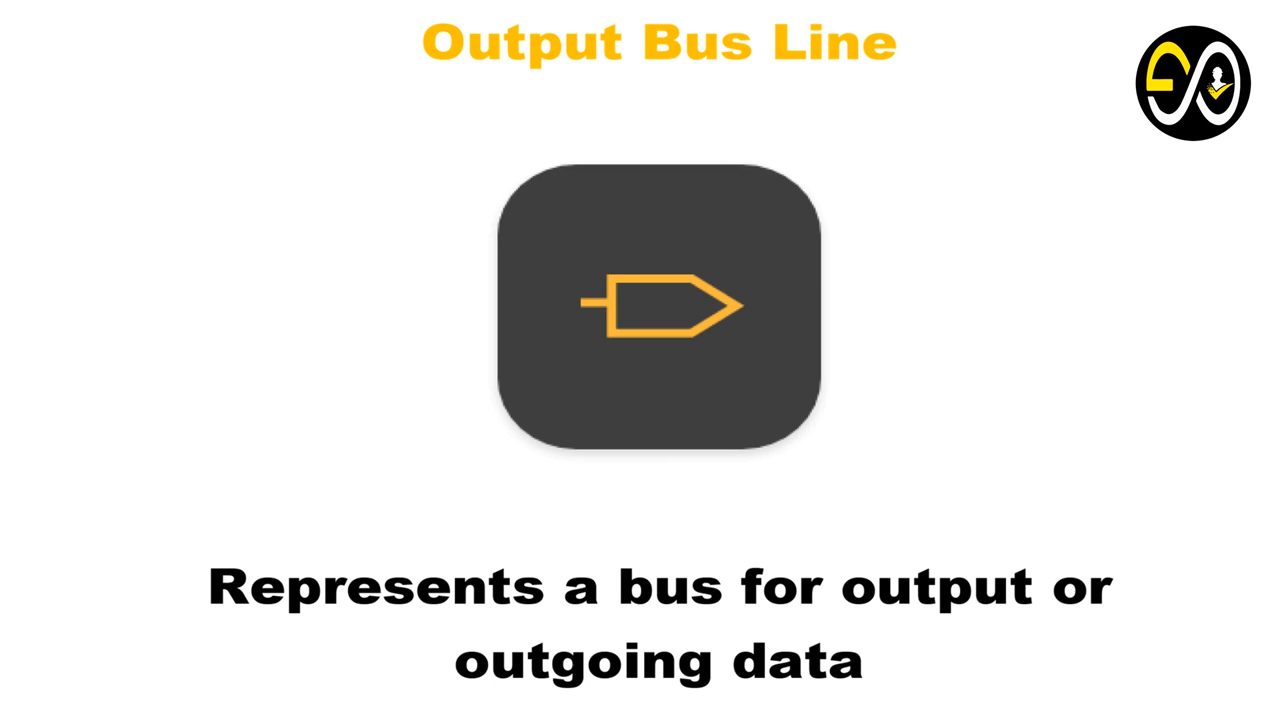 Output Bus Line
Represents a bus for output or
outgoing data